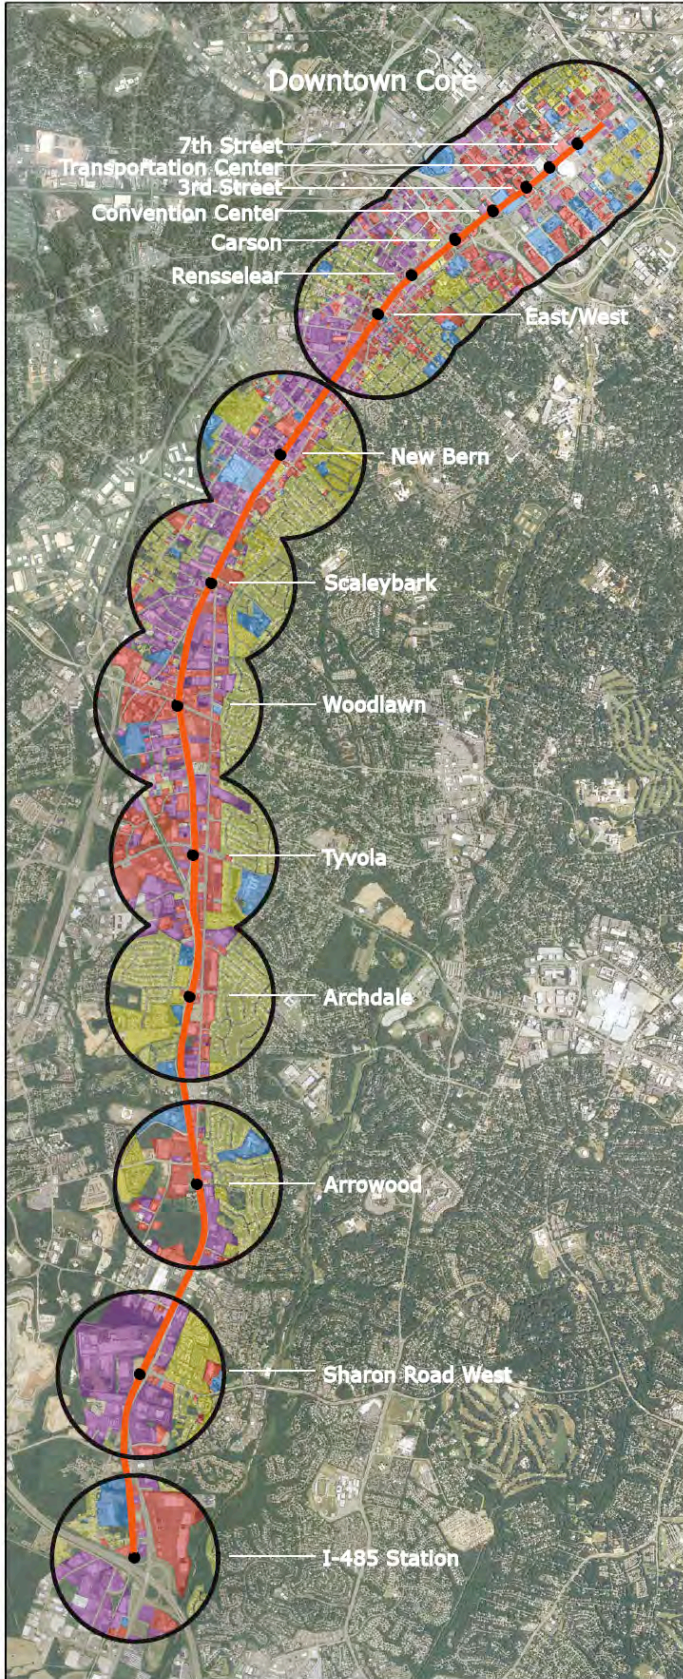 Downtown Core
7th Street
Transportation Center
3rd Street
Convention Center
Carson
Rensselear
East/West
New Bern
Scaleybark
Woodlawn
Tyvola
Archdale
Arrowood
Sharon Road West
I-485 Station